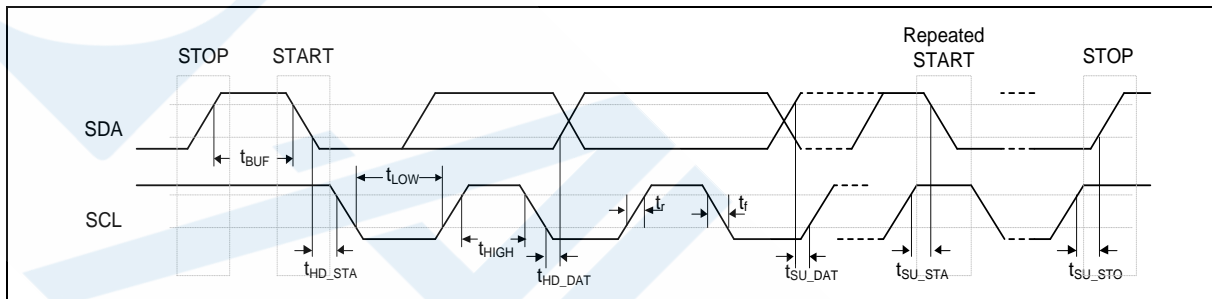 STOP
START
Repeated
START
STOP
SDA
tBUF
tLOW
SCL
tr
tf
tHIGH
tHD_STA
tHD_DAT
tSU_DAT
tSU_STA
tSU_STO